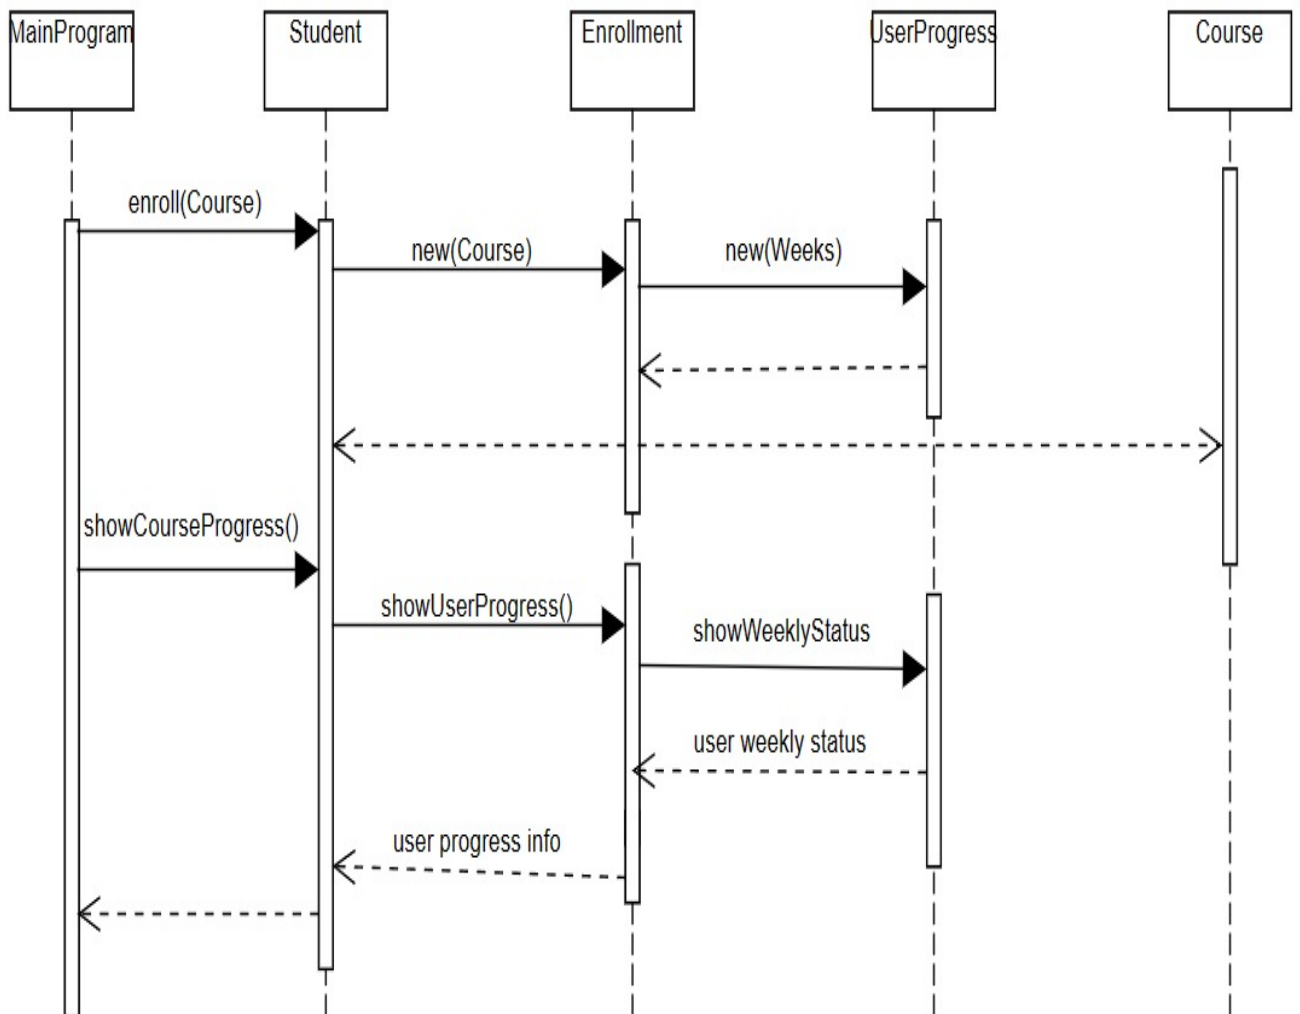 MainProgram
Student
Enrollment
UserProgress
Course
enroll(Course)
new(Course)
new(Weeks)
showCourseProgress()
showUserProgress()
showWeeklyStatus
user weekly status
user progress info